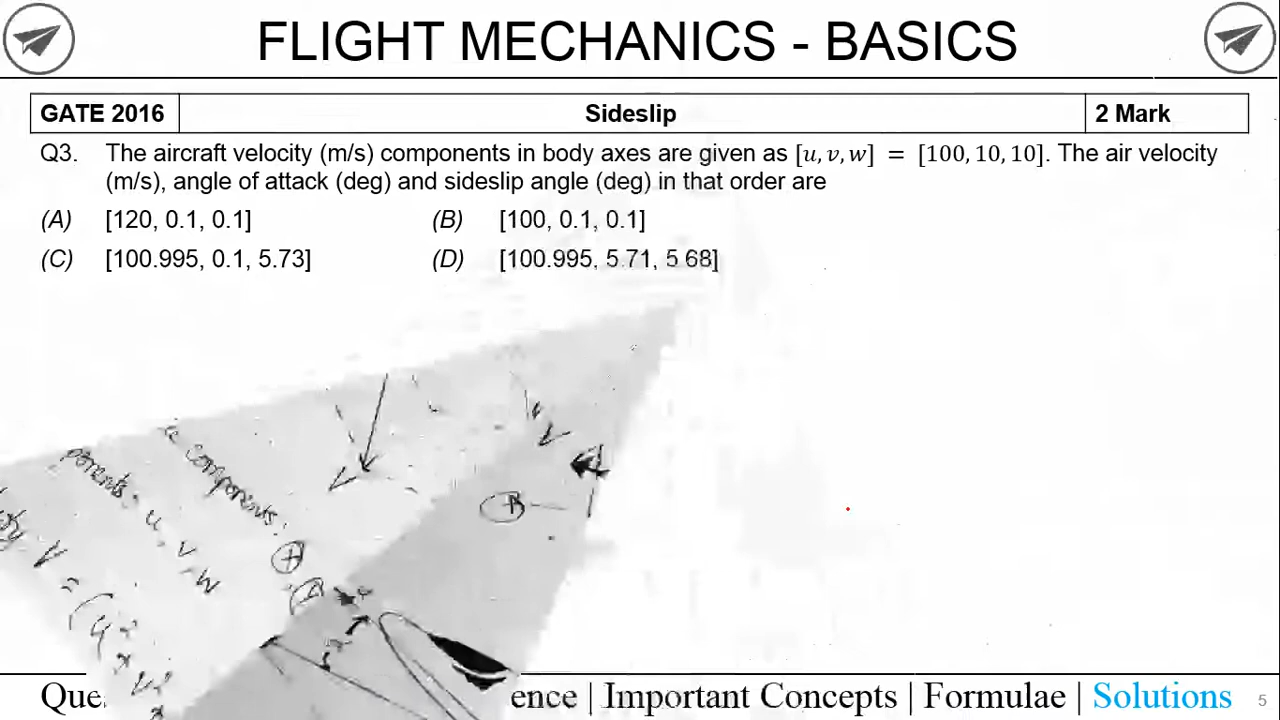 FLIGHT MECHANICS - BASICS
GATE 2016 Sideslip 2 Mark
Q3. The aircraft velocity (m/s) components in body axes are given as [u, v, w] = [100, 10, 10]. The air velocity
(m/s), angle of attack (deg) and sideslip angle (deg) in that order are
(A) [120, 0.1, 0.1] (B) [100, 0.1, 0.1]
(C) [100.995, 0.1, 5.73] (D) [100.995, 5.71, 5.68]
components:
u, v, w
V = (u² + v²
V
Que ence | Important Concepts | Formulae | Solutions 5